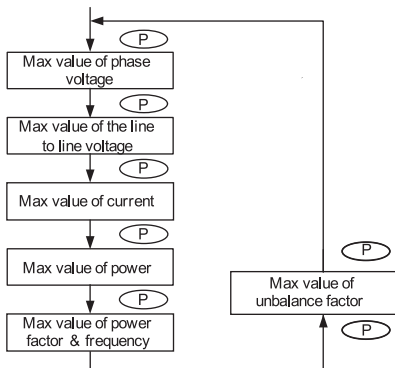 P
Max value of phase
voltage
P
Max value of the line
to line voltage
P
Max value of current
P
Max value of power
P
Max value of power
factor & frequency
P
Max value of
unbalance factor
P